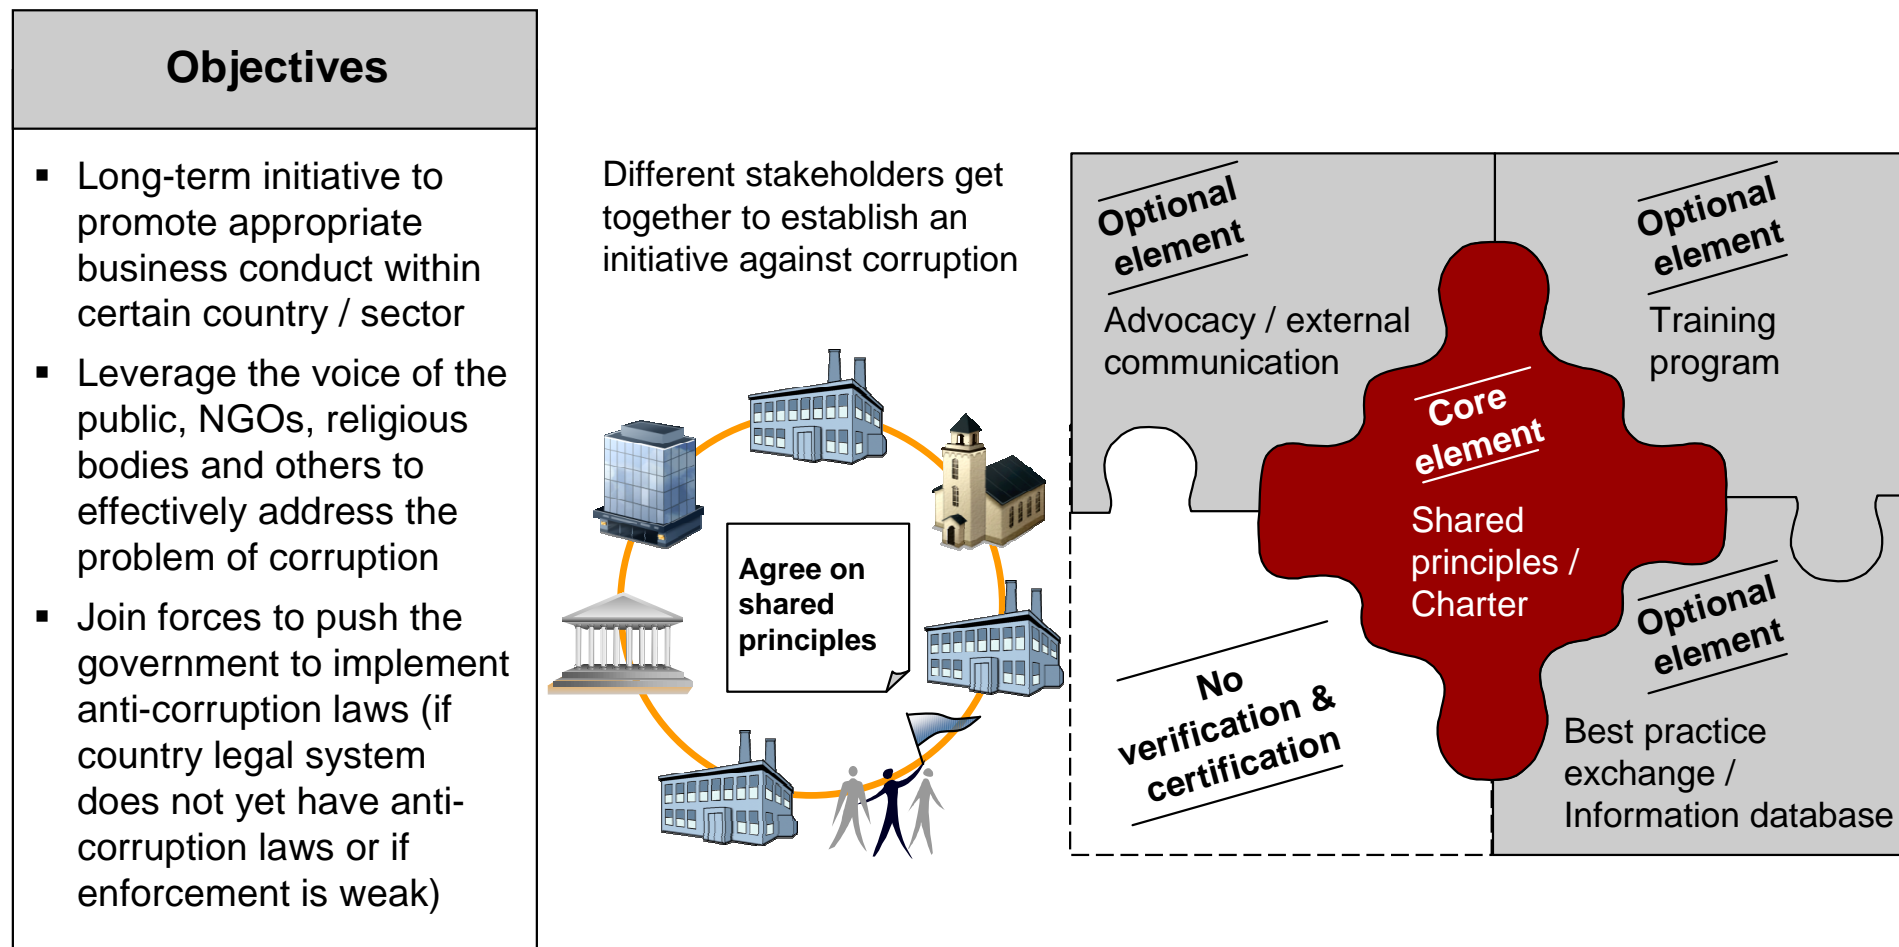 Objectives
▪ Long-term initiative to
promote appropriate
business conduct within
certain country / sector
▪ Leverage the voice of the
public, NGOs, religious
bodies and others to
effectively address the
problem of corruption
▪ Join forces to push the
government to implement
anti-corruption laws (if
country legal system
does not yet have anti-
corruption laws or if
enforcement is weak)
Different stakeholders get
together to establish an
initiative against corruption
Agree on
shared
principles
Optional
element
Advocacy / external
communication
Optional
element
Training
program
Core
element
Shared
principles /
Charter
No
verification &
certification
Optional
element
Best practice
exchange /
Information database